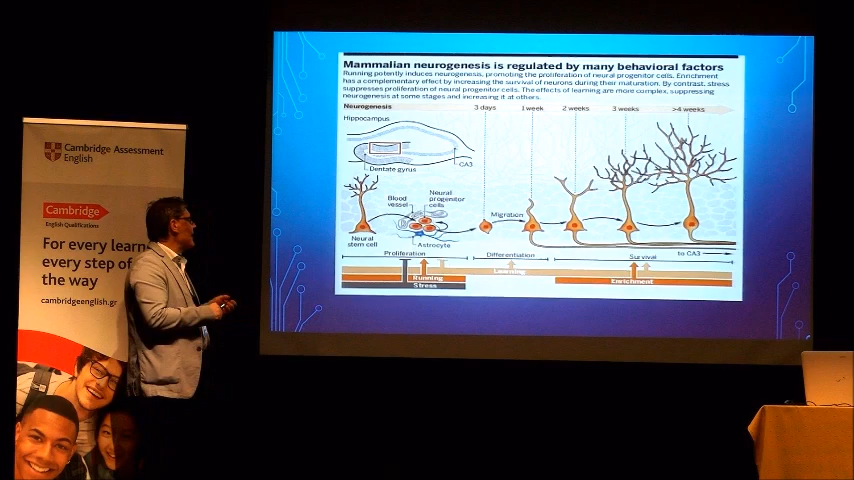 Cambridge Assessment
English
Cambridge
English Qualifications
For every learn
every step of
the way
cambridgeenglish.gr
Mammalian neurogenesis is regulated by many behavioral factors
Running potently induces neurogenesis, promoting the proliferation of neural progenitor cells. Enrichment
has a complementary effect by increasing the survival of neurons during their maturation. By contrast, stress
suppresses proliferation of neural progenitor cells. The effects of learning are more complex, suppressing
neurogenesis at some stages and increasing it at others.
Neurogenesis 3 days 1 week 2 weeks 3 weeks >4 weeks
Hippocampus
CA3
Dentate gyrus
Blood
vessel
Neural
progenitor
cells
Migration
Neural
stem cell
Astrocyte
Proliferation Differentiation Survival to CA3
Learning
Running
Enrichment
Stress